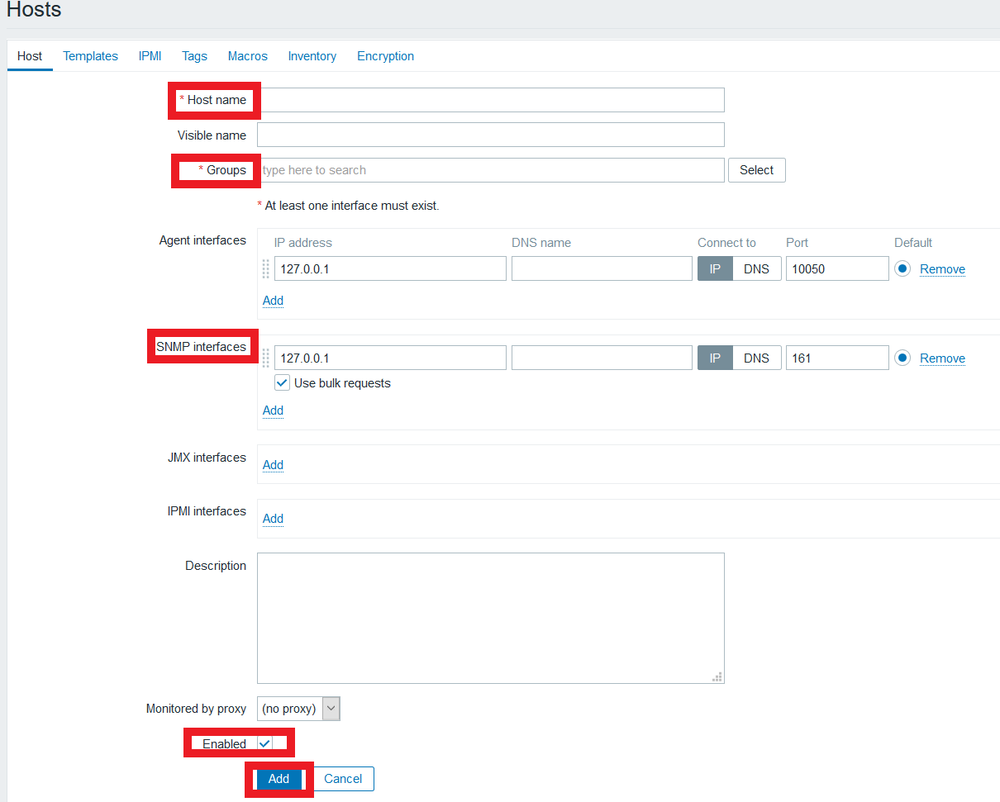 Hosts
Host Templates IPMI Tags Macros Inventory Encryption
* Host name
Visible name
* Groups type here to search Select
* At least one interface must exist.
Agent interfaces IP address DNS name Connect to Port Default
127.0.0.1 IP DNS 10050 Remove
Add
SNMP interfaces 127.0.0.1 IP DNS 161 Remove
Use bulk requests
Add
JMX interfaces Add
IPMI interfaces Add
Description
Monitored by proxy (no proxy)
Enabled
Add Cancel